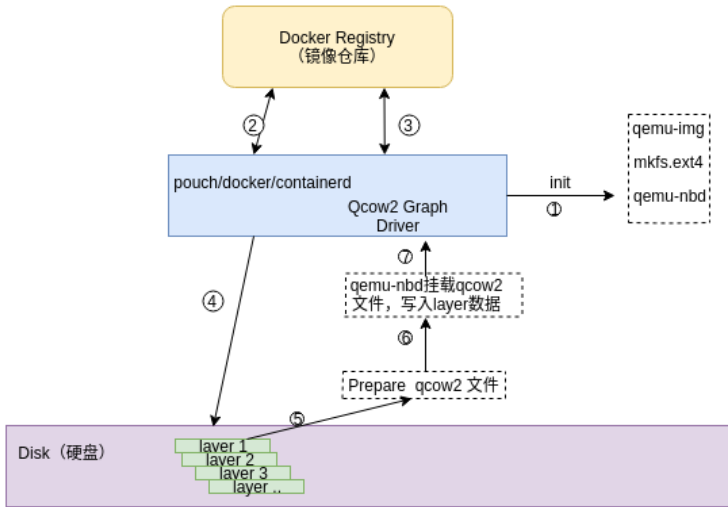 Docker Registry
（镜像仓库）
②
③
qemu-img
mkfs.ext4
qemu-nbd
pouch/docker/containerd
init
①
Qcow2 Graph
Driver
⑦
④
qemu-nbd挂载qcow2
文件，写入layer数据
⑥
Prepare qcow2 文件
⑤
Disk（硬盘）
layer 1
layer 2
layer 3
layer ..